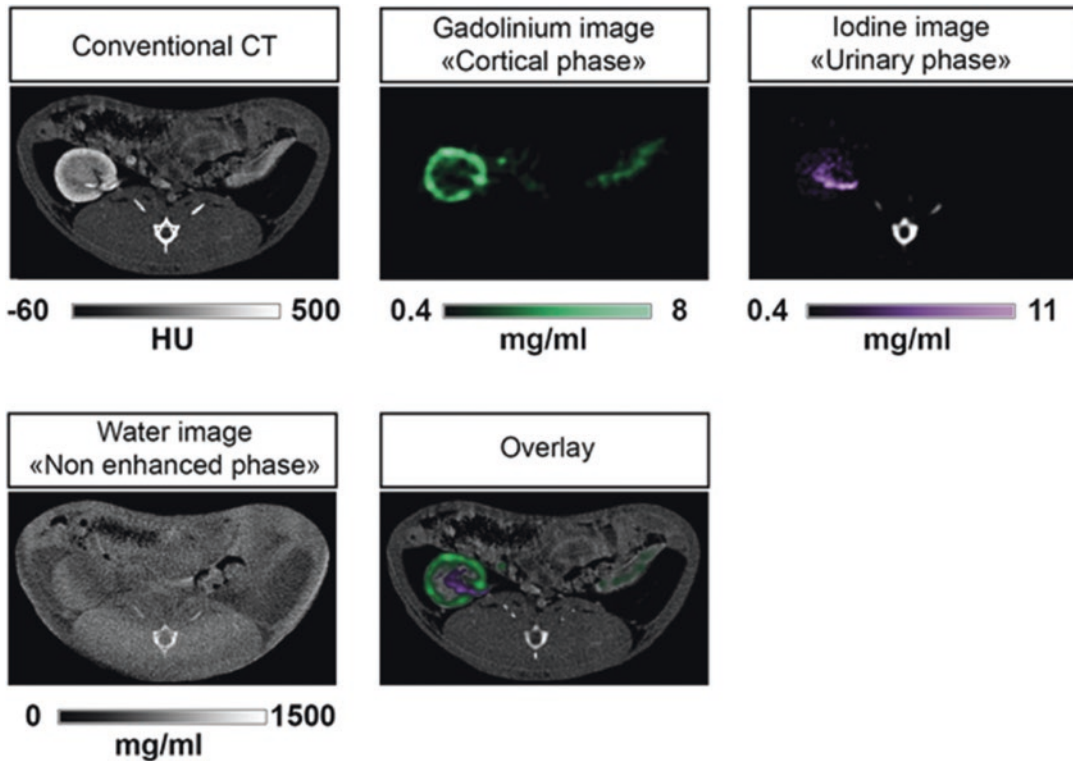 Conventional CT
Gadolinium image
«Cortical phase»
Iodine image
«Urinary phase»
-60 500
HU
0.4 8
mg/ml
0.4 11
mg/ml
Water image
«Non enhanced phase»
Overlay
0 1500
mg/ml